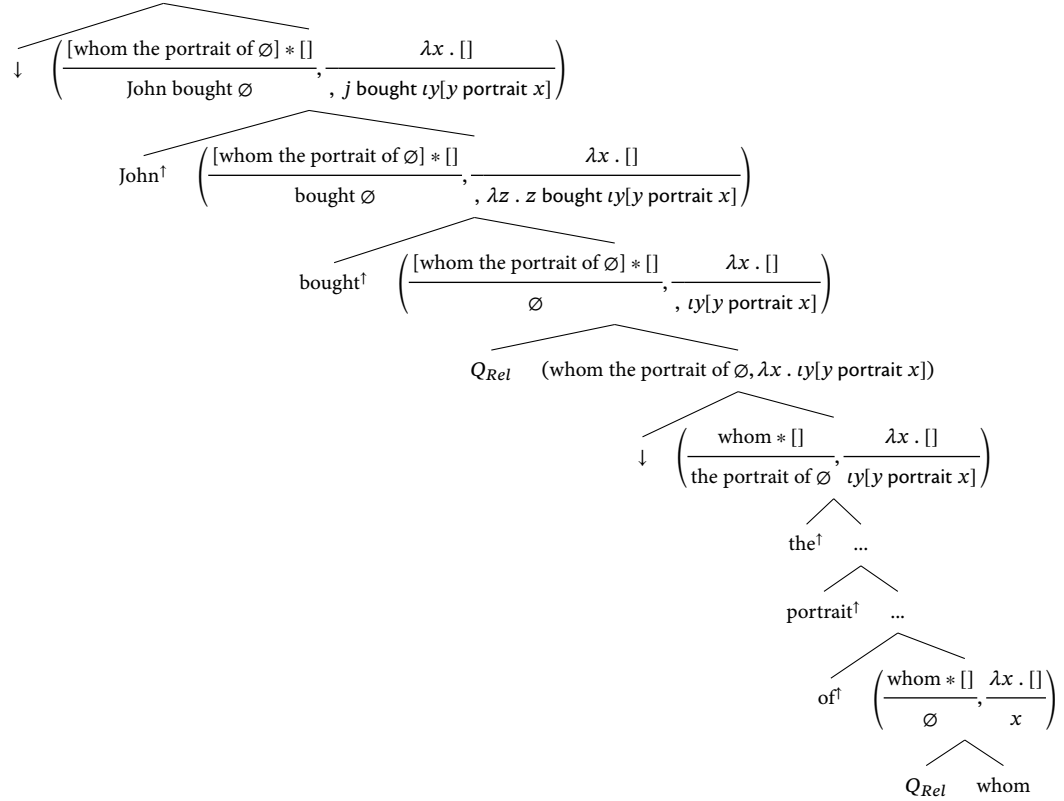 [whom the portrait of ∅] ∗ [] λx . []
↓ ( , )
John bought ∅ , j bought ιy[y portrait x]
[whom the portrait of ∅] ∗ [] λx . []
John↑ ( , )
bought ∅ , λz . z bought ιy[y portrait x]
[whom the portrait of ∅] ∗ [] λx . []
bought↑ ( , )
∅ , ιy[y portrait x]
Q_Rel (whom the portrait of ∅, λx . ιy[y portrait x])
whom ∗ [] λx . []
↓ ( , )
the portrait of ∅ ιy[y portrait x]
the↑ ...
portrait↑ ...
whom ∗ [] λx . []
of↑ ( , )
∅ x
Q_Rel whom